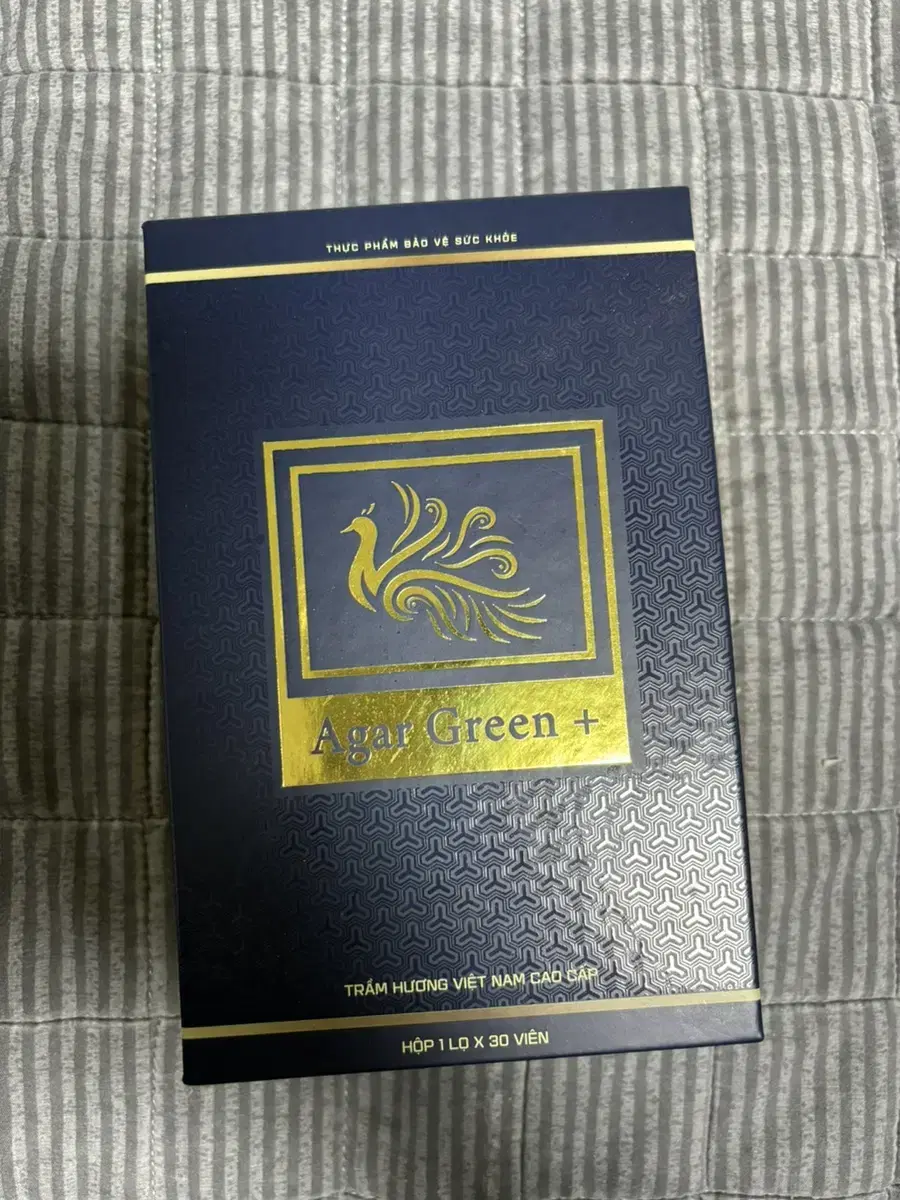 THỰC PHẨM BẢO VỆ SỨC KHỎE
Agar Green +
TRẦM HƯƠNG VIỆT NAM CAO CẤP
HỘP 1 LỌ X 30 VIÊN